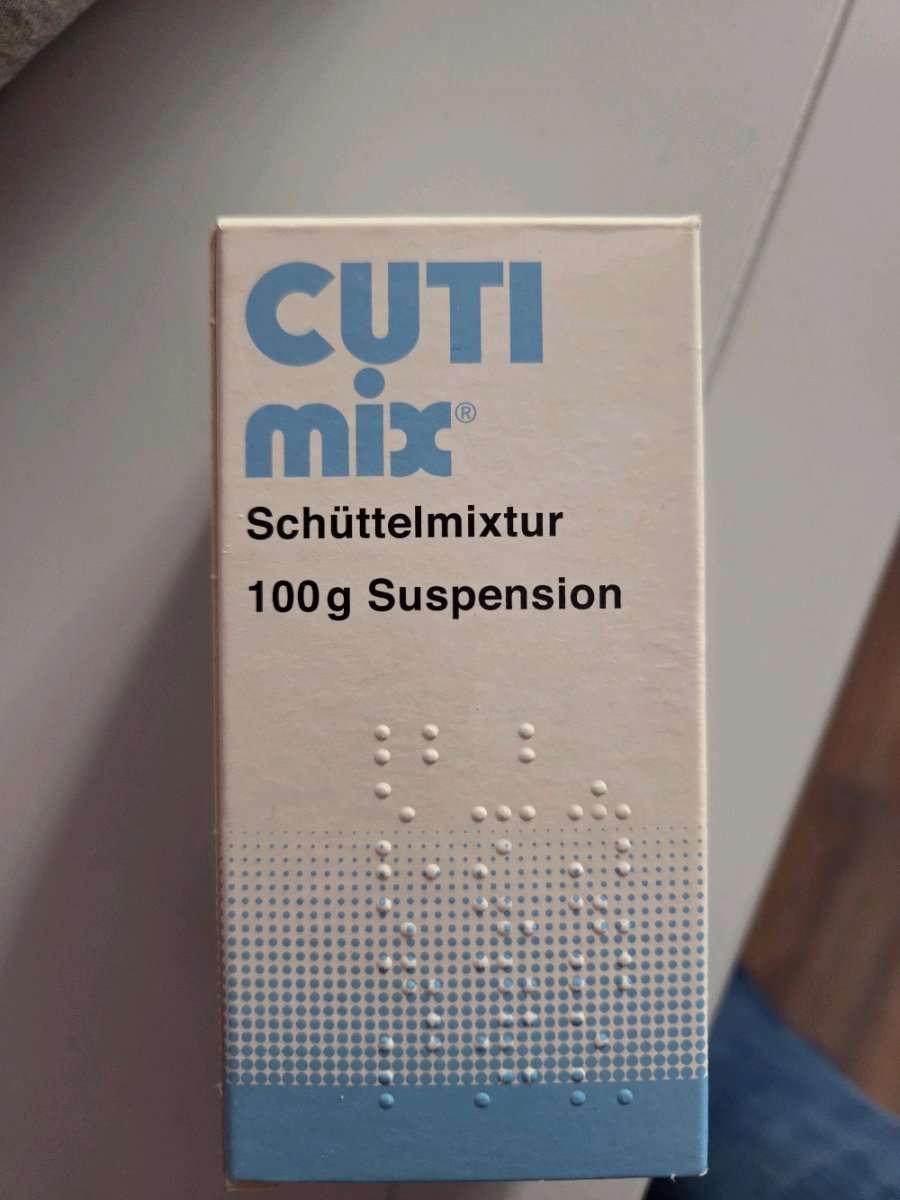 CUTI
mix®
Schüttelmixtur
100g Suspension